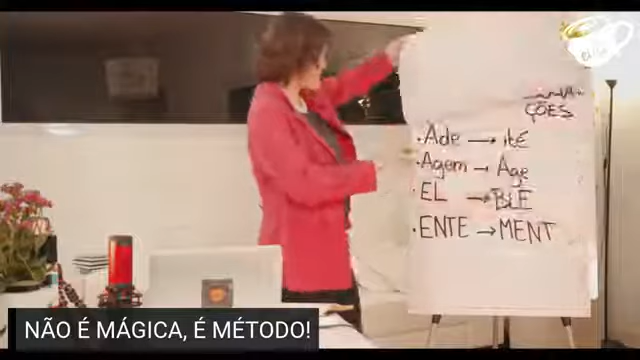 ÇÕES
·Ade → ité
·Agem → Age
·EL → BLE
·ENTE → MENT
NÃO É MÁGICA, É MÉTODO!